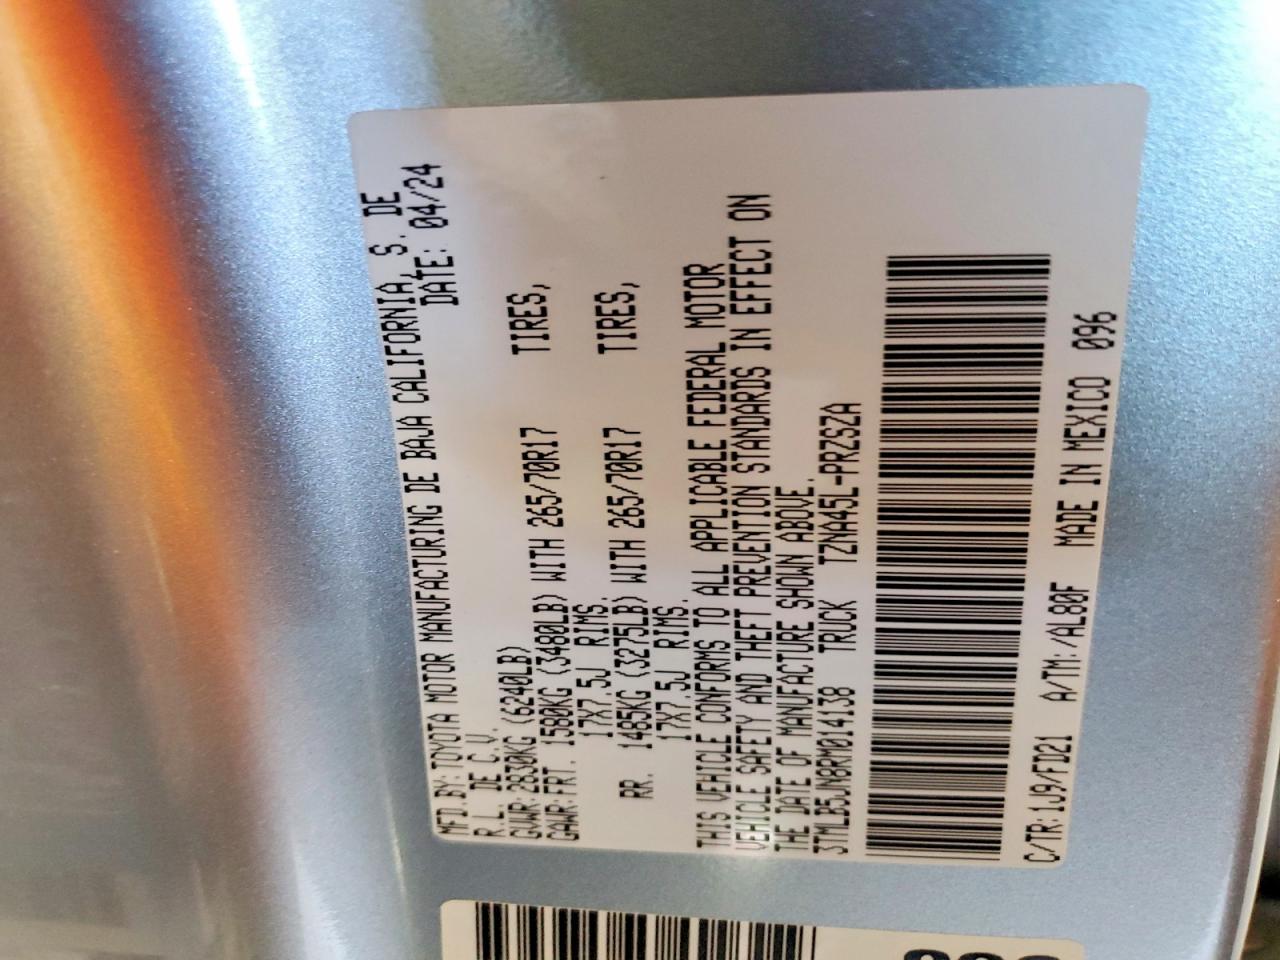 MFD.BY:TOYOTA MOTOR MANUFACTURING DE BAJA CALIFORNIA, S. DE
R.L. DE C.V. DATE: 04/24
GVWR:2830KG (6240LB)
GAWR:FRT. 1580KG (3480LB) WITH 265/70R17 TIRES,
17X7.5J RIMS.
RR. 1485KG (3275LB) WITH 265/70R17 TIRES,
17X7.5J RIMS.
THIS VEHICLE CONFORMS TO ALL APPLICABLE FEDERAL MOTOR
VEHICLE SAFETY AND THEFT PREVENTION STANDARDS IN EFFECT ON
THE DATE OF MANUFACTURE SHOWN ABOVE.
3TMLB5JN8RM014138 TRUCK TZNA45L-PRZSZA
C/TR:1J9/FD21 A/TM:/AL80F MADE IN MEXICO 096